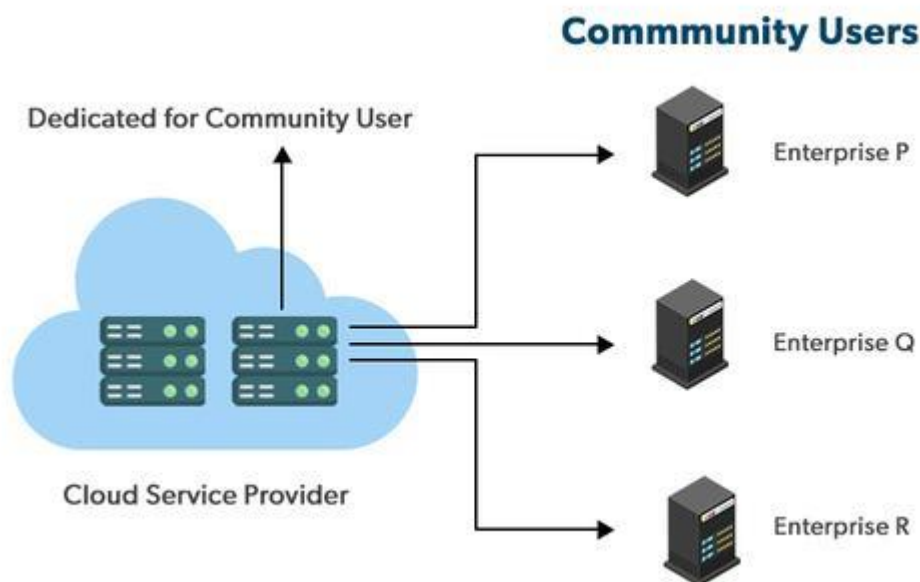 Commmunity Users
Dedicated for Community User
Enterprise P
Enterprise Q
Cloud Service Provider
Enterprise R